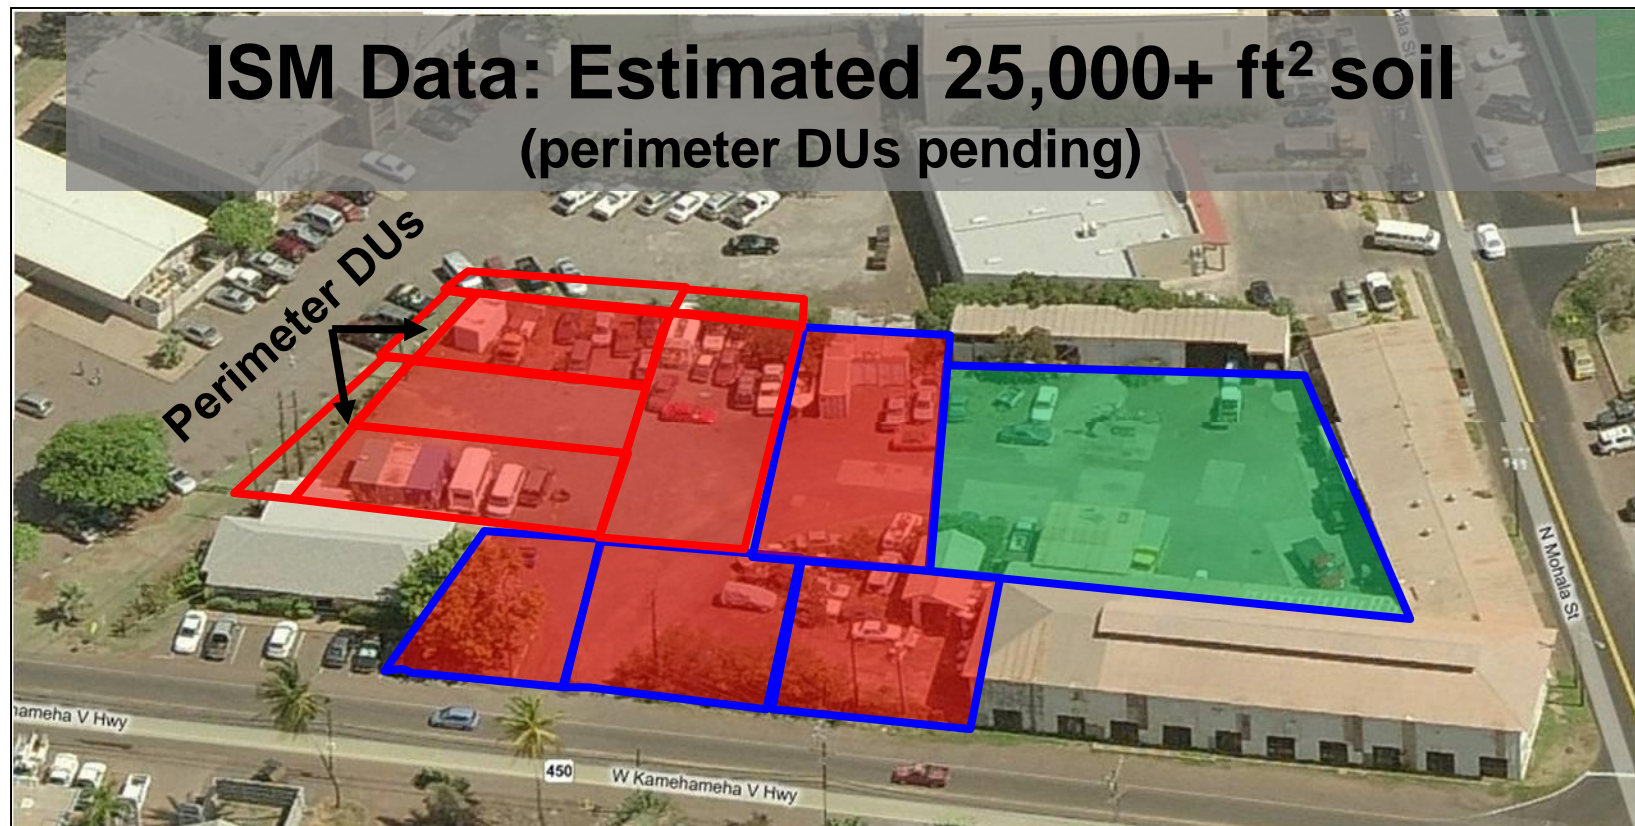 ISM Data: Estimated 25,000+ ft² soil
(perimeter DUs pending)
Perimeter DUs
N Mohala St
ameha V Hwy
450
W Kamehameha V Hwy